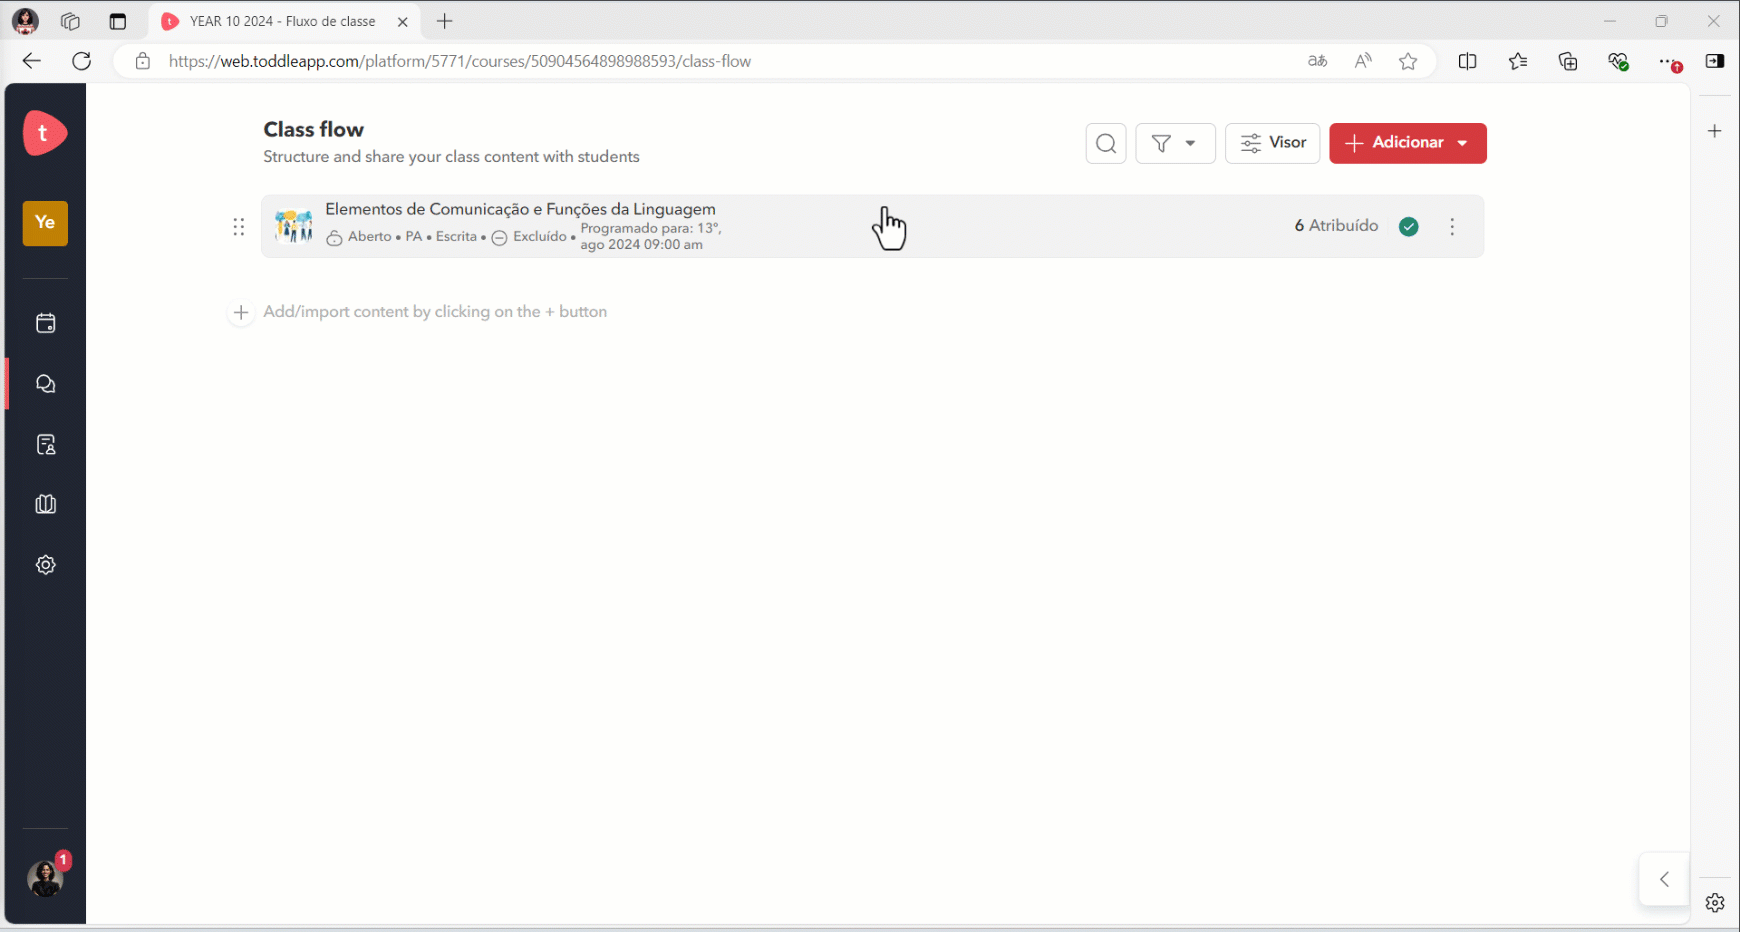 YEAR 10 2024 - Fluxo de classe
https://web.toddleapp.com/platform/5771/courses/50904564898988593/class-flow
aあ
A
t
Class flow
Structure and share your class content with students
Visor
Adicionar
Ye
Elementos de Comunicação e Funções da Linguagem
Aberto • PA • Escrita • Excluído • Programado para: 13º,
ago 2024 09:00 am
6 Atribuído
Add/import content by clicking on the + button
1